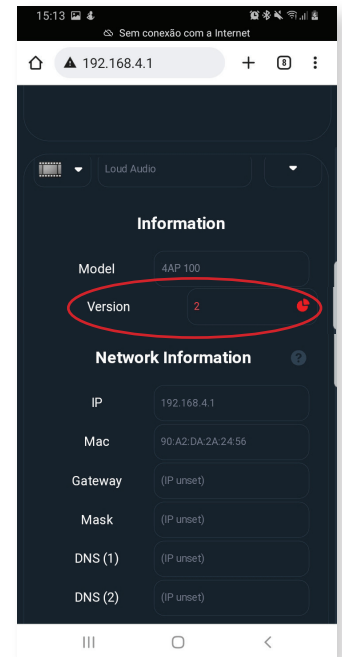 15:13
Sem conexão com a Internet
192.168.4.1
8
Loud Audio
Information
Model
4AP 100
Version
2
Network Information
?
IP
192.168.4.1
Mac
90:A2:DA:2A:24:56
Gateway
(IP unset)
Mask
(IP unset)
DNS (1)
(IP unset)
DNS (2)
(IP unset)